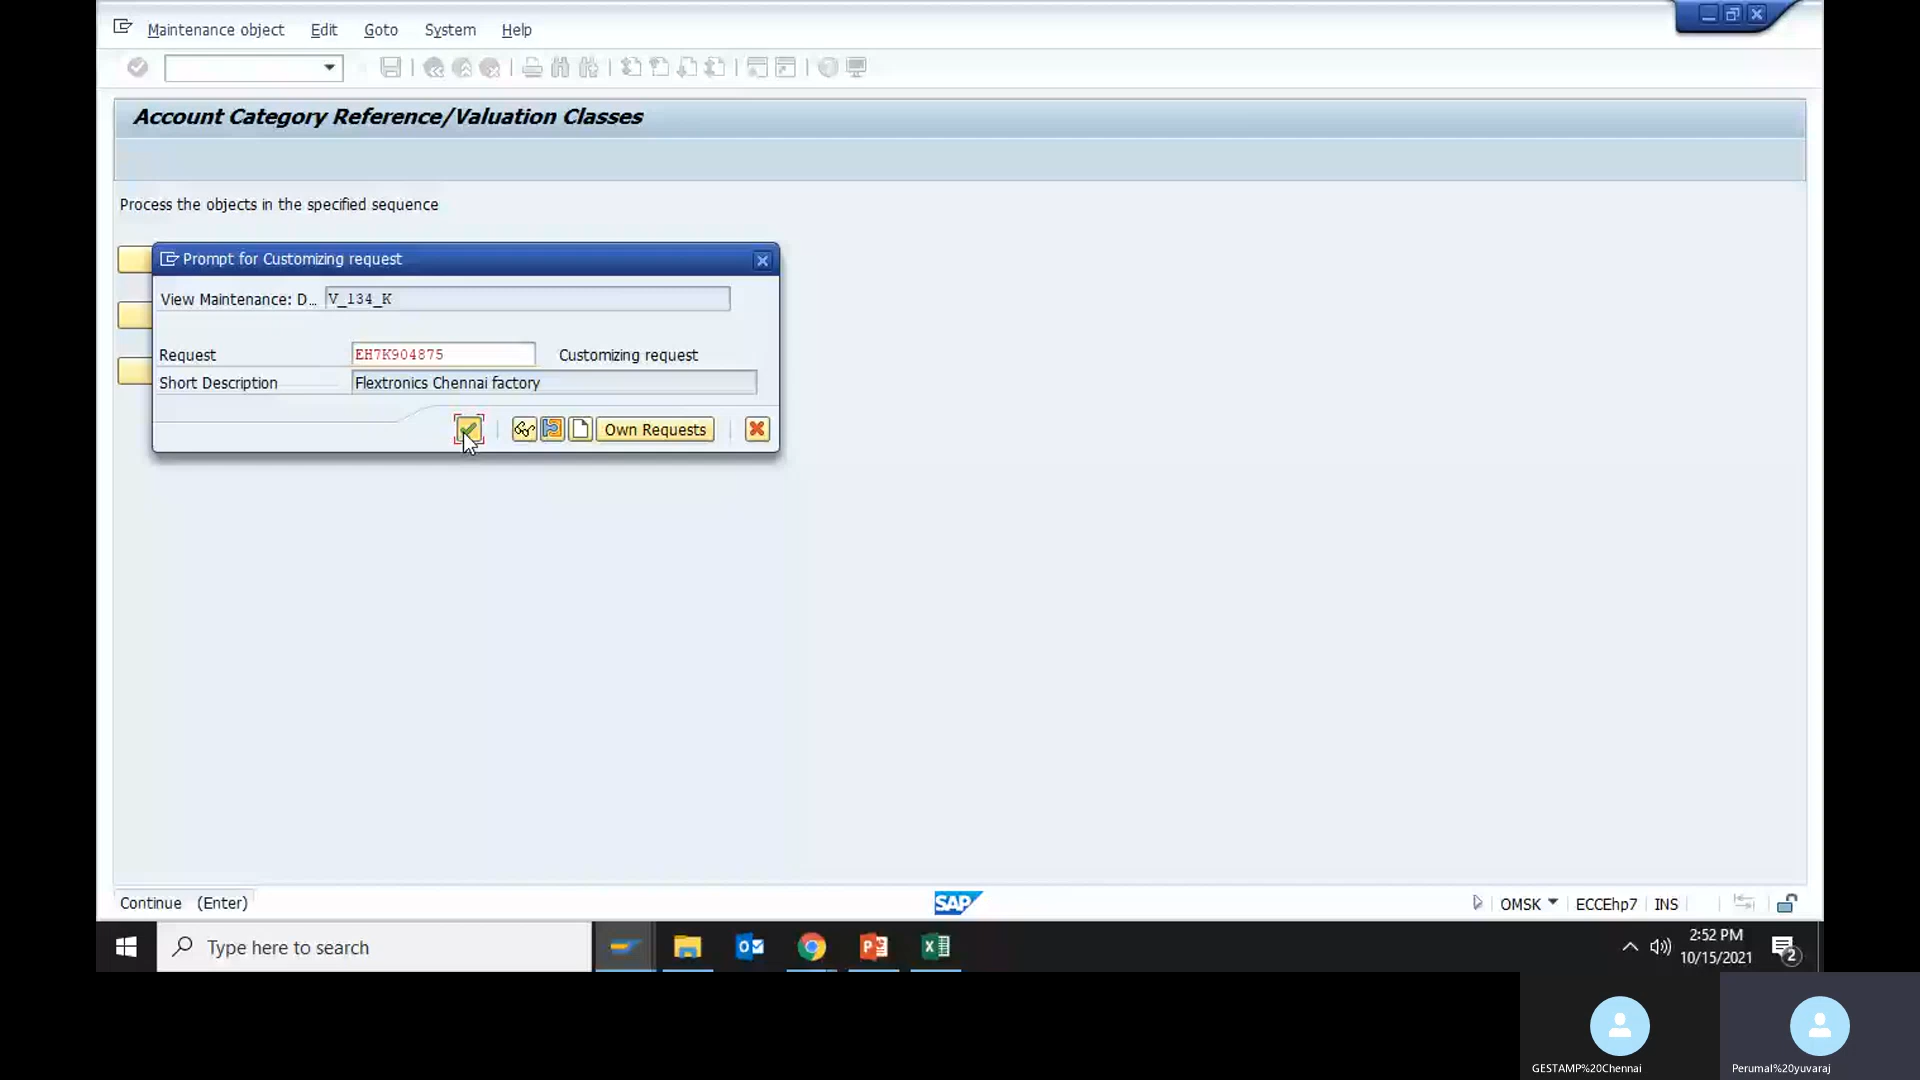 Maintenance object Edit Goto System Help
Account Category Reference/Valuation Classes
Process the objects in the specified sequence
Prompt for Customizing request
View Maintenance: D... V_134_K
Request EH7K904875 Customizing request
Short Description Flextronics Chennai factory
Own Requests
Continue (Enter)
SAP
OMSK ECCEhp7 INS
Type here to search
2:52 PM
10/15/2021
2
GESTAMP%20Chennai
Perumal%20yuvaraj